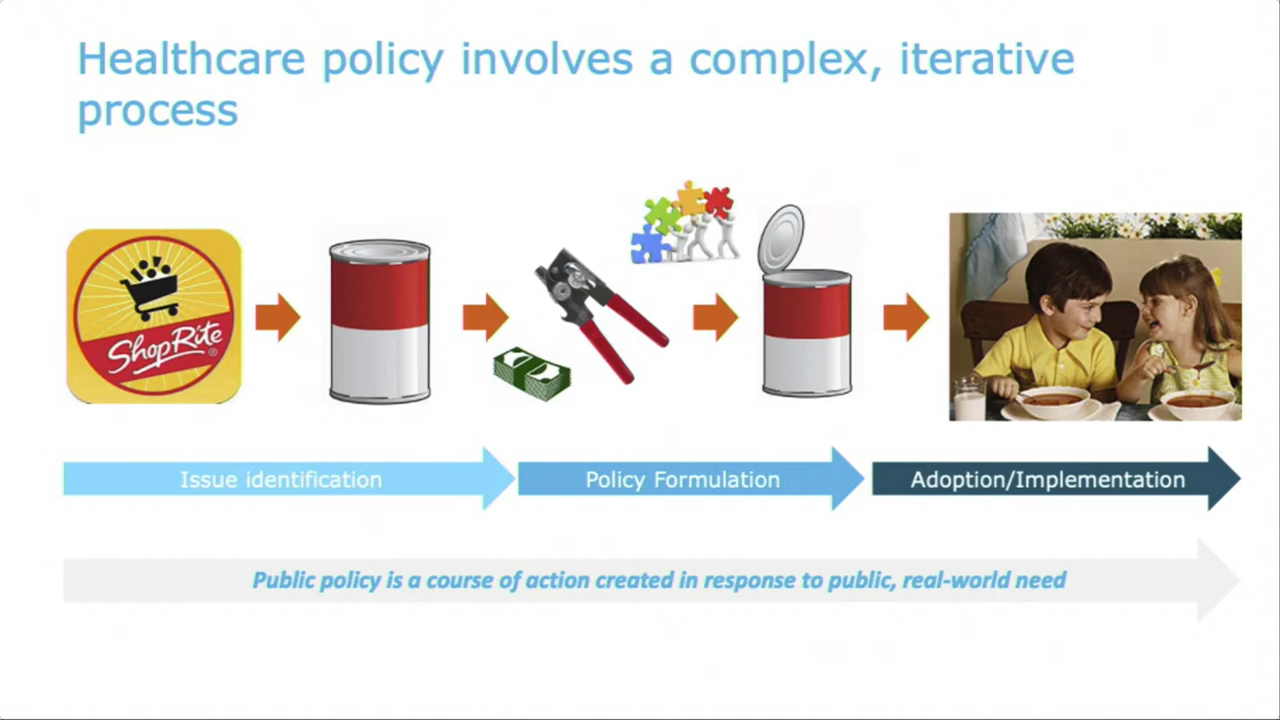 Healthcare policy involves a complex, iterative
process
ShopRite®
Issue identification
Policy Formulation
Adoption/Implementation
Public policy is a course of action created in response to public, real-world need